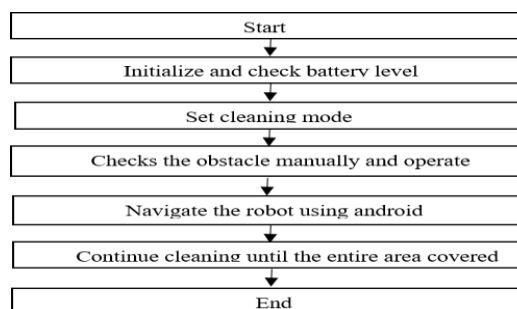 Start
Initialize and check battery level
Set cleaning mode
Checks the obstacle manually and operate
Navigate the robot using android
Continue cleaning until the entire area covered
End